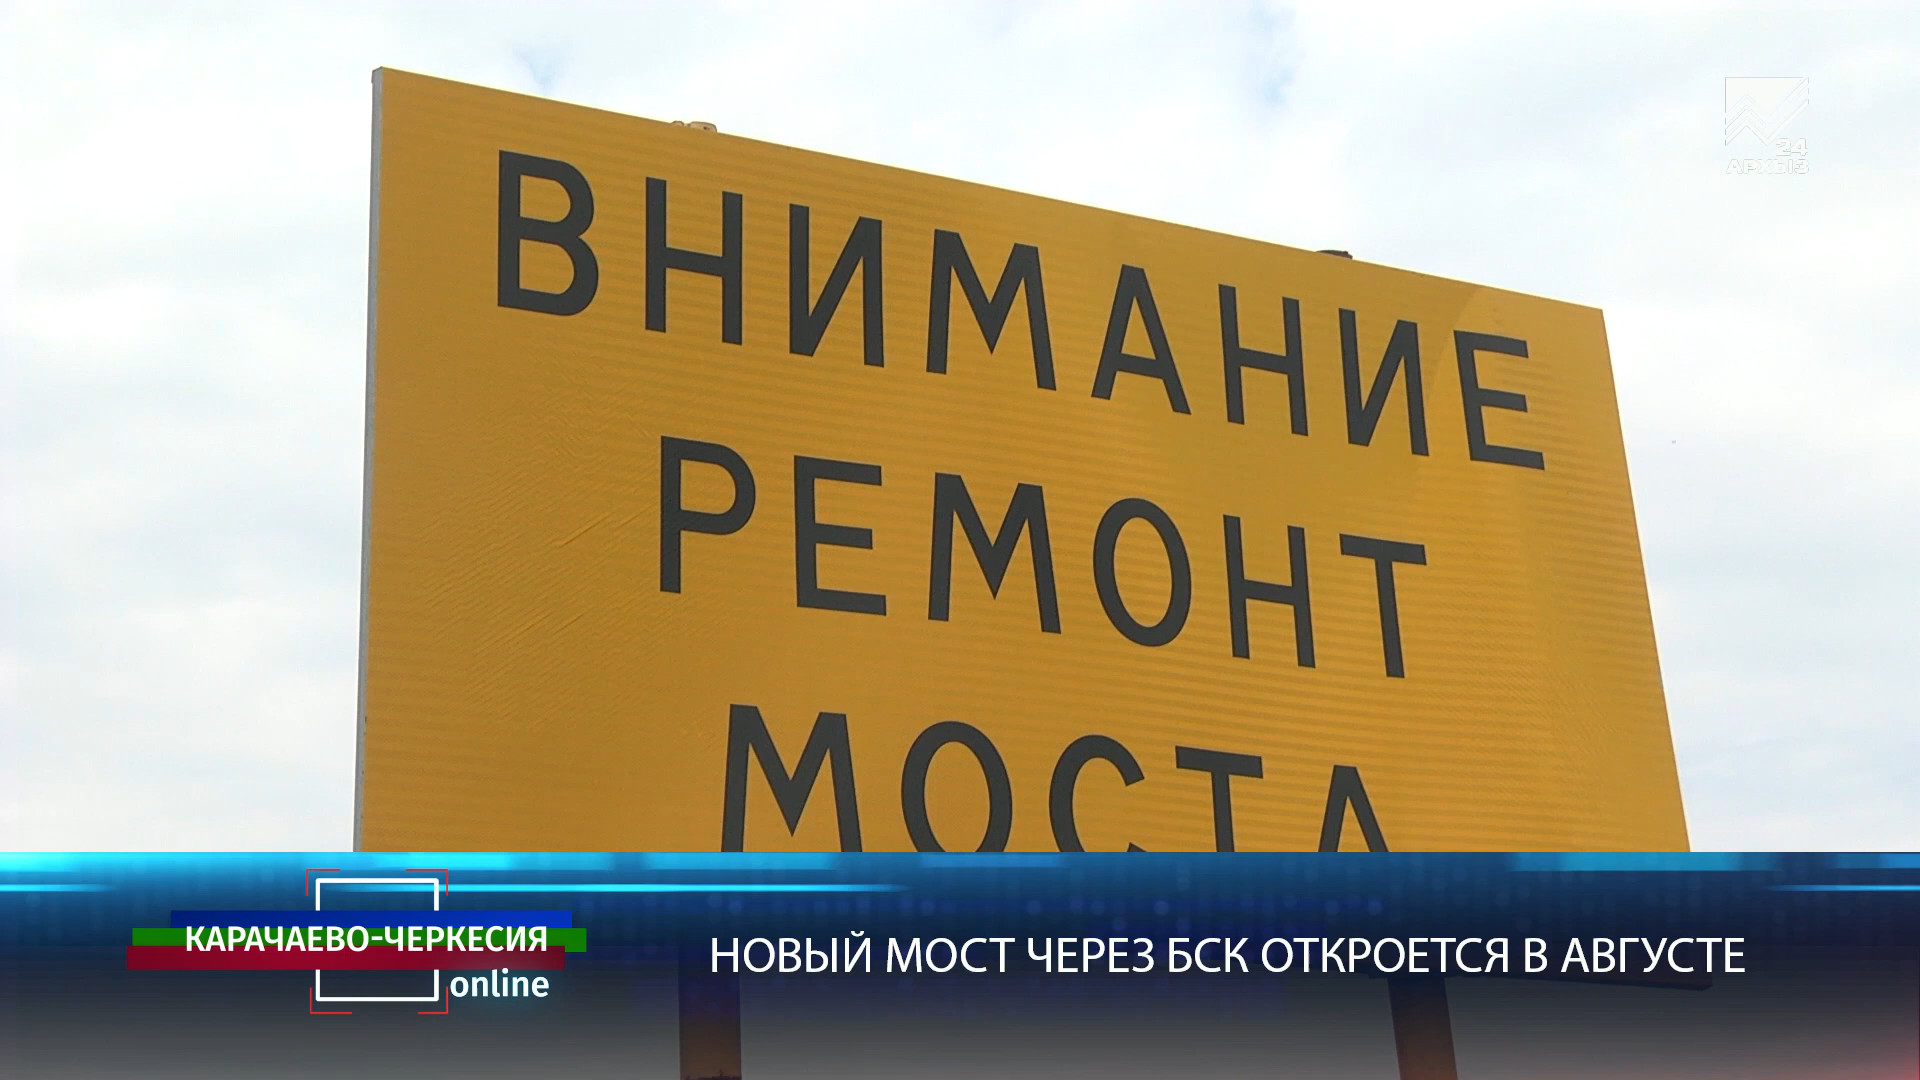 24
АРХЫЗ
ВНИМАНИЕ
РЕМОНТ
МОСТА
КАРАЧАЕВО-ЧЕРКЕСИЯ
online
НОВЫЙ МОСТ ЧЕРЕЗ БСК ОТКРОЕТСЯ В АВГУСТЕ